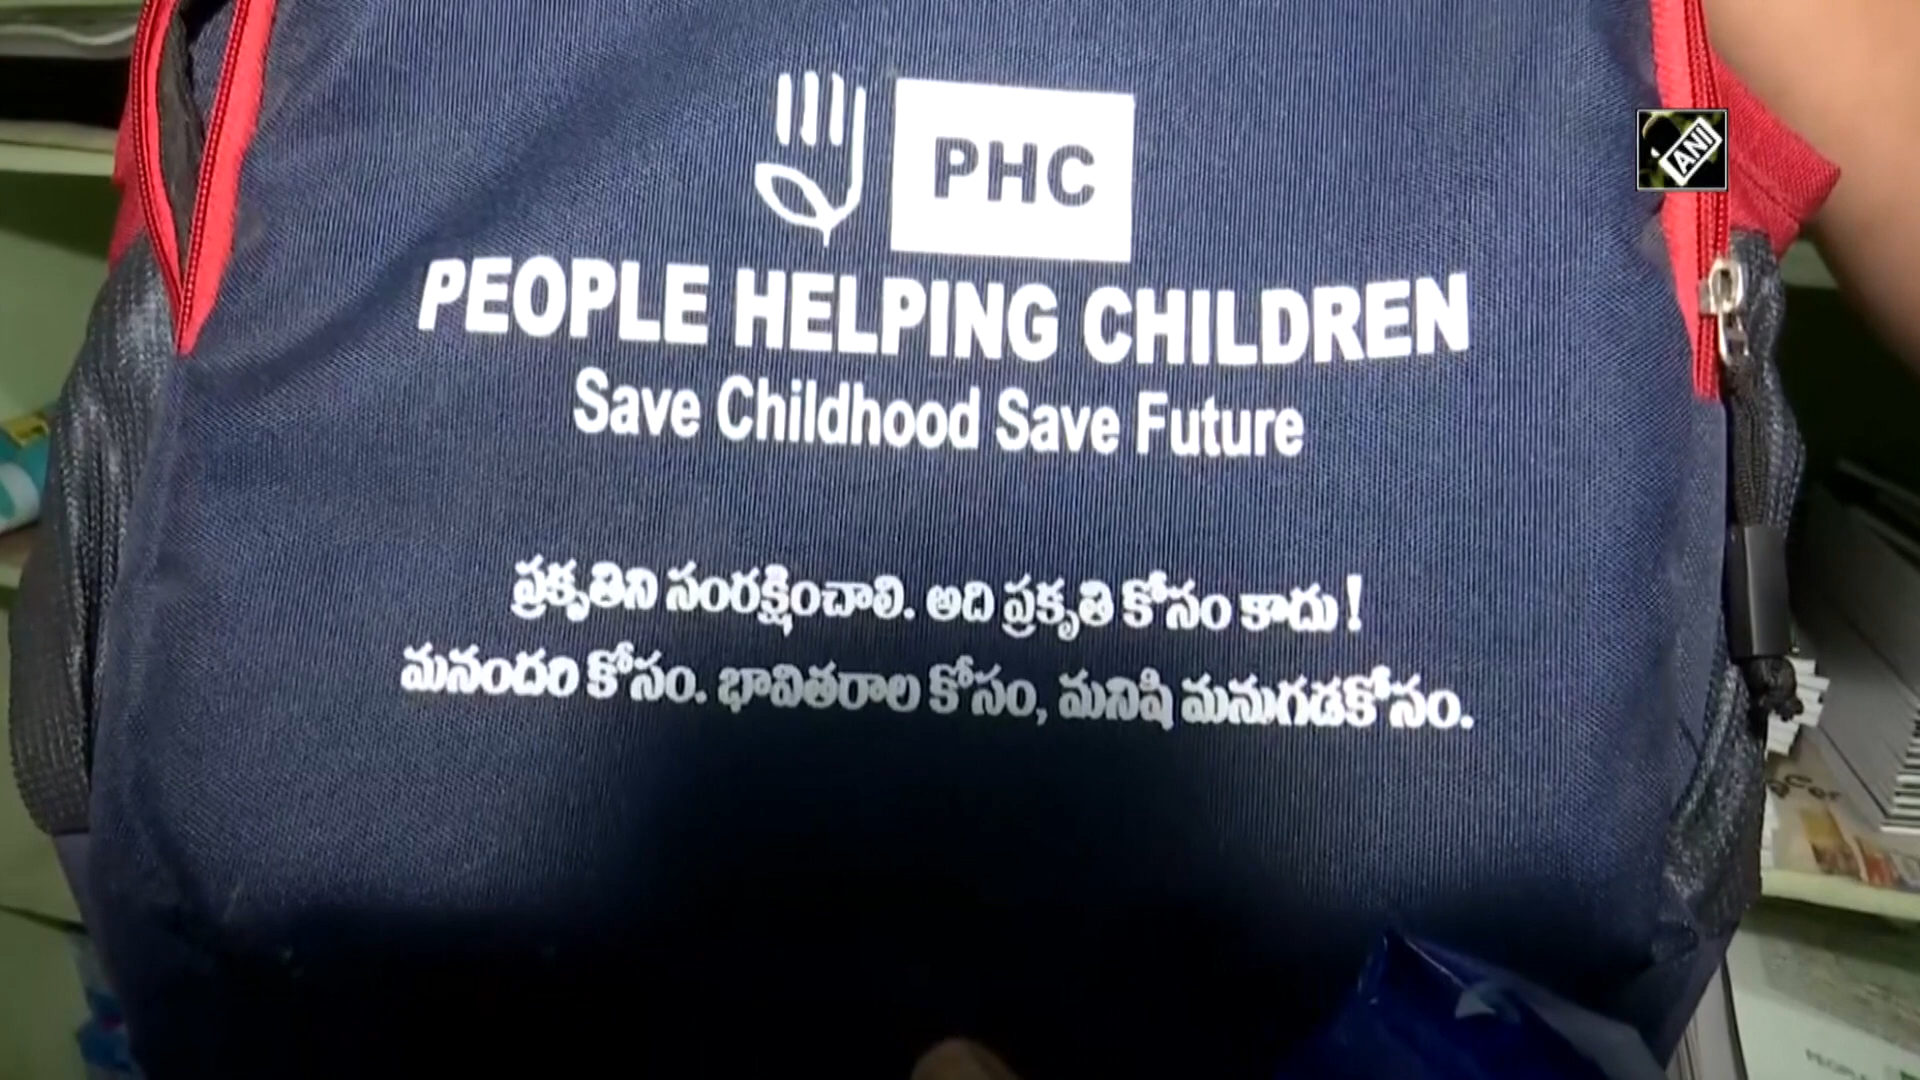 PHC
ANI
PEOPLE HELPING CHILDREN
Save Childhood Save Future
ప్రకృతిని సంరక్షించాలి. అది ప్రకృతి కోసం కాదు !
మనందరి కోసం. భావితరాల కోసం, మనిషి మనుగడకోసం.
PEOPLE